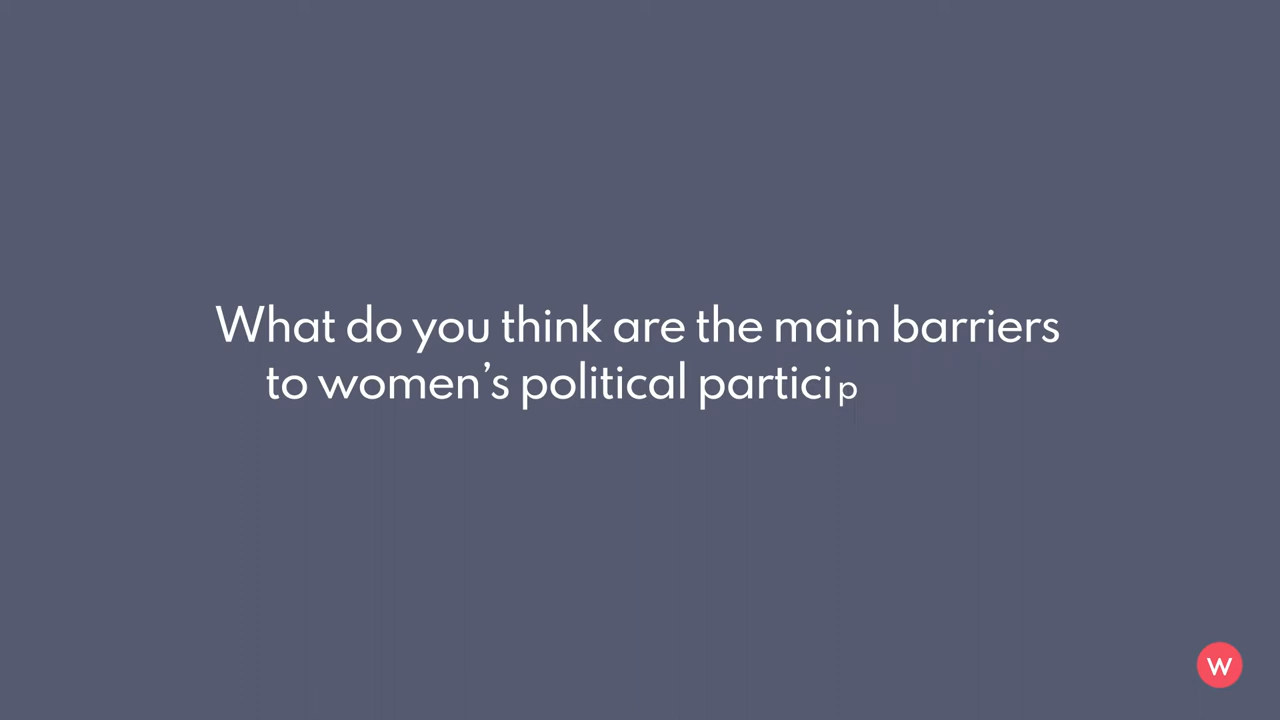 What do you think are the main barriers
to women’s political particip
W